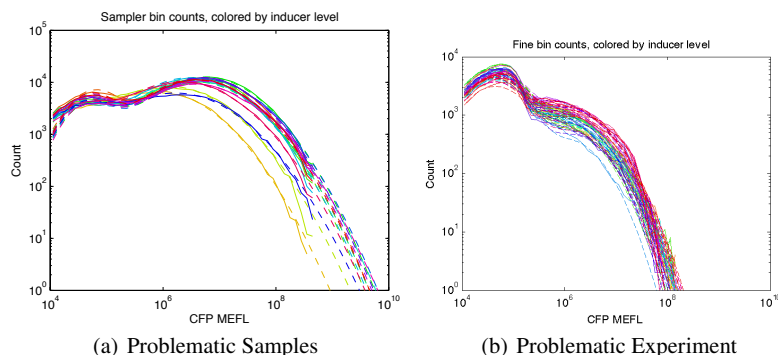 Sampler bin counts, colored by inducer level
10^5
10^4
10^3
10^2
10^1
10^0
Count
10^4
10^6
10^8
10^10
CFP MEFL
(a) Problematic Samples
Fine bin counts, colored by inducer level
10^4
10^3
10^2
10^1
10^0
Count
10^4
10^6
10^8
10^10
CFP MEFL
(b) Problematic Experiment